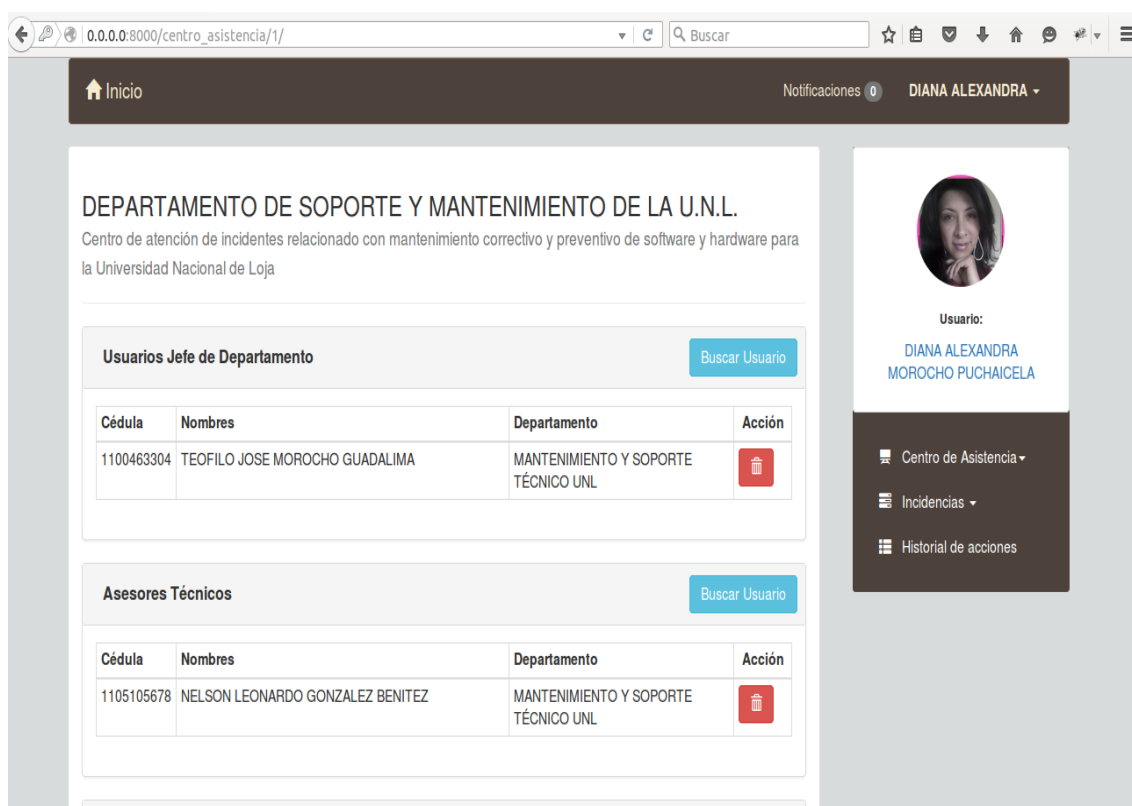 0.0.0.0:8000/centro_asistencia/1/
Buscar
Inicio
Notificaciones 0
DIANA ALEXANDRA
DEPARTAMENTO DE SOPORTE Y MANTENIMIENTO DE LA U.N.L.
Centro de atención de incidentes relacionado con mantenimiento correctivo y preventivo de software y hardware para
la Universidad Nacional de Loja
Usuarios Jefe de Departamento
Buscar Usuario
Cédula Nombres Departamento Acción
1100463304 TEOFILO JOSE MOROCHO GUADALIMA MANTENIMIENTO Y SOPORTE
TÉCNICO UNL
Asesores Técnicos
Buscar Usuario
Cédula Nombres Departamento Acción
1105105678 NELSON LEONARDO GONZALEZ BENITEZ MANTENIMIENTO Y SOPORTE
TÉCNICO UNL
Usuario:
DIANA ALEXANDRA
MOROCHO PUCHAICELA
Centro de Asistencia
Incidencias
Historial de acciones